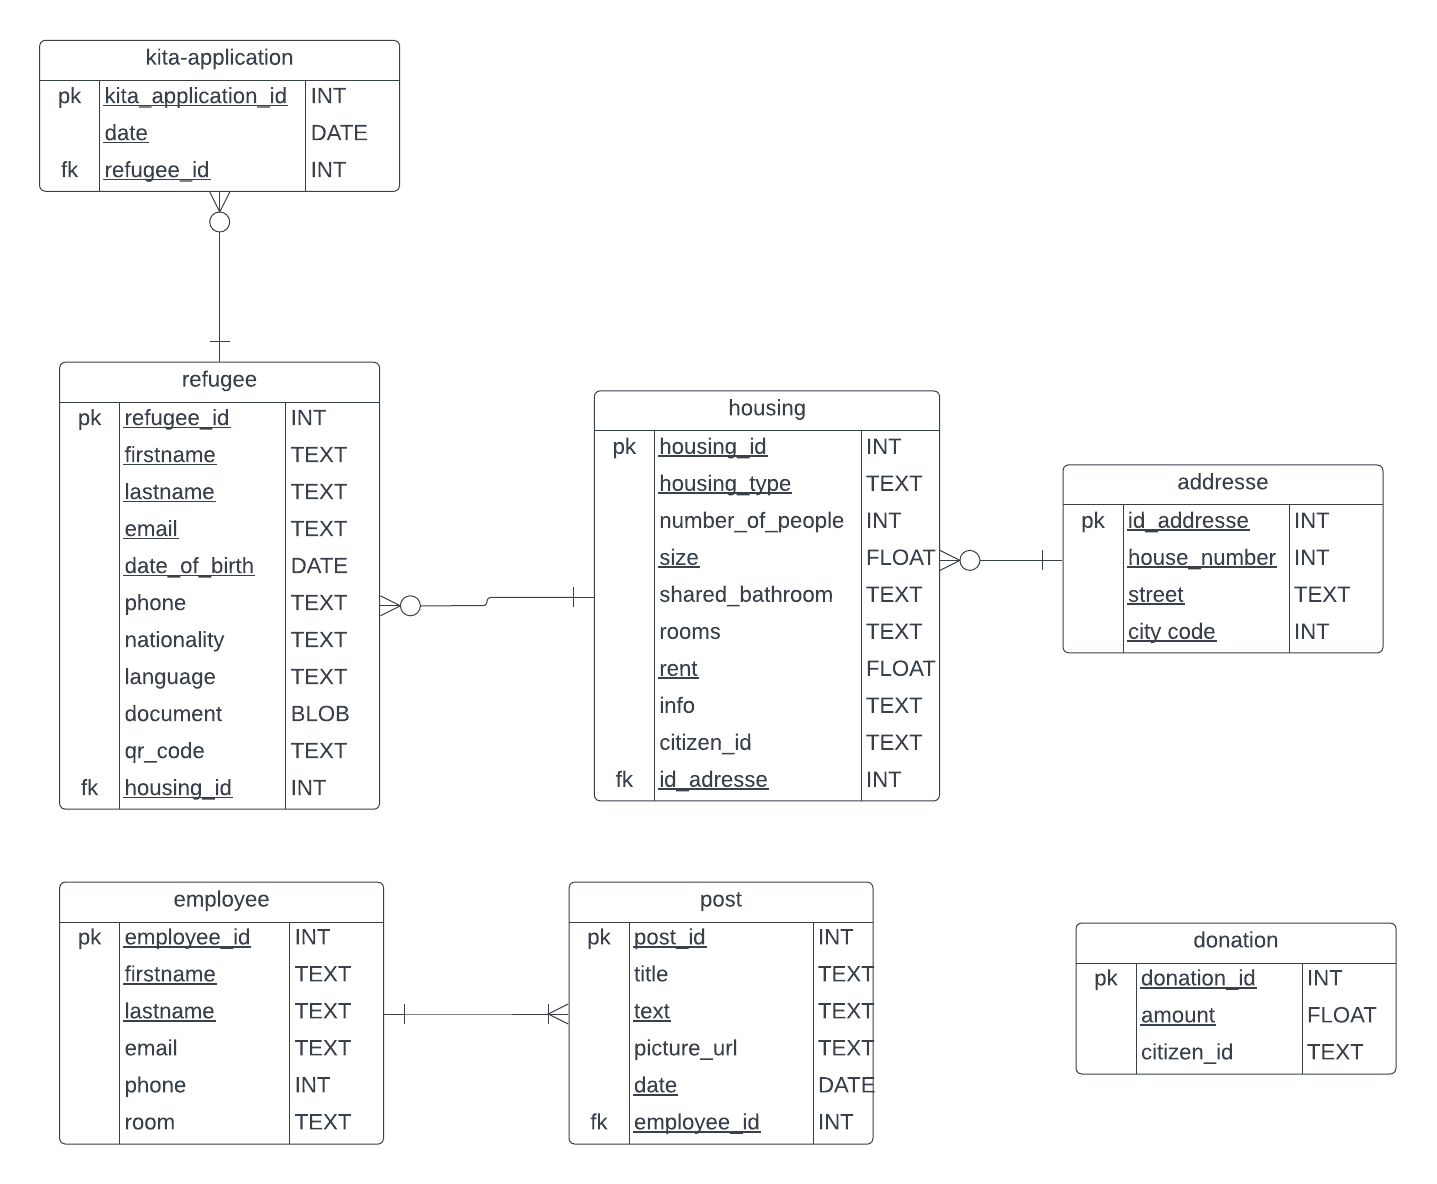 kita-application
pk kita_application_id INT
date DATE
fk refugee_id INT
refugee
pk refugee_id INT
firstname TEXT
lastname TEXT
email TEXT
date_of_birth DATE
phone TEXT
nationality TEXT
language TEXT
document BLOB
qr_code TEXT
fk housing_id INT
housing
pk housing_id INT
housing_type TEXT
number_of_people INT
size FLOAT
shared_bathroom TEXT
rooms TEXT
rent FLOAT
info TEXT
citizen_id TEXT
fk id_adresse INT
addresse
pk id_addresse INT
house_number INT
street TEXT
city code INT
employee
pk employee_id INT
firstname TEXT
lastname TEXT
email TEXT
phone INT
room TEXT
post
pk post_id INT
title TEXT
text TEXT
picture_url TEXT
date DATE
fk employee_id INT
donation
pk donation_id INT
amount FLOAT
citizen_id TEXT